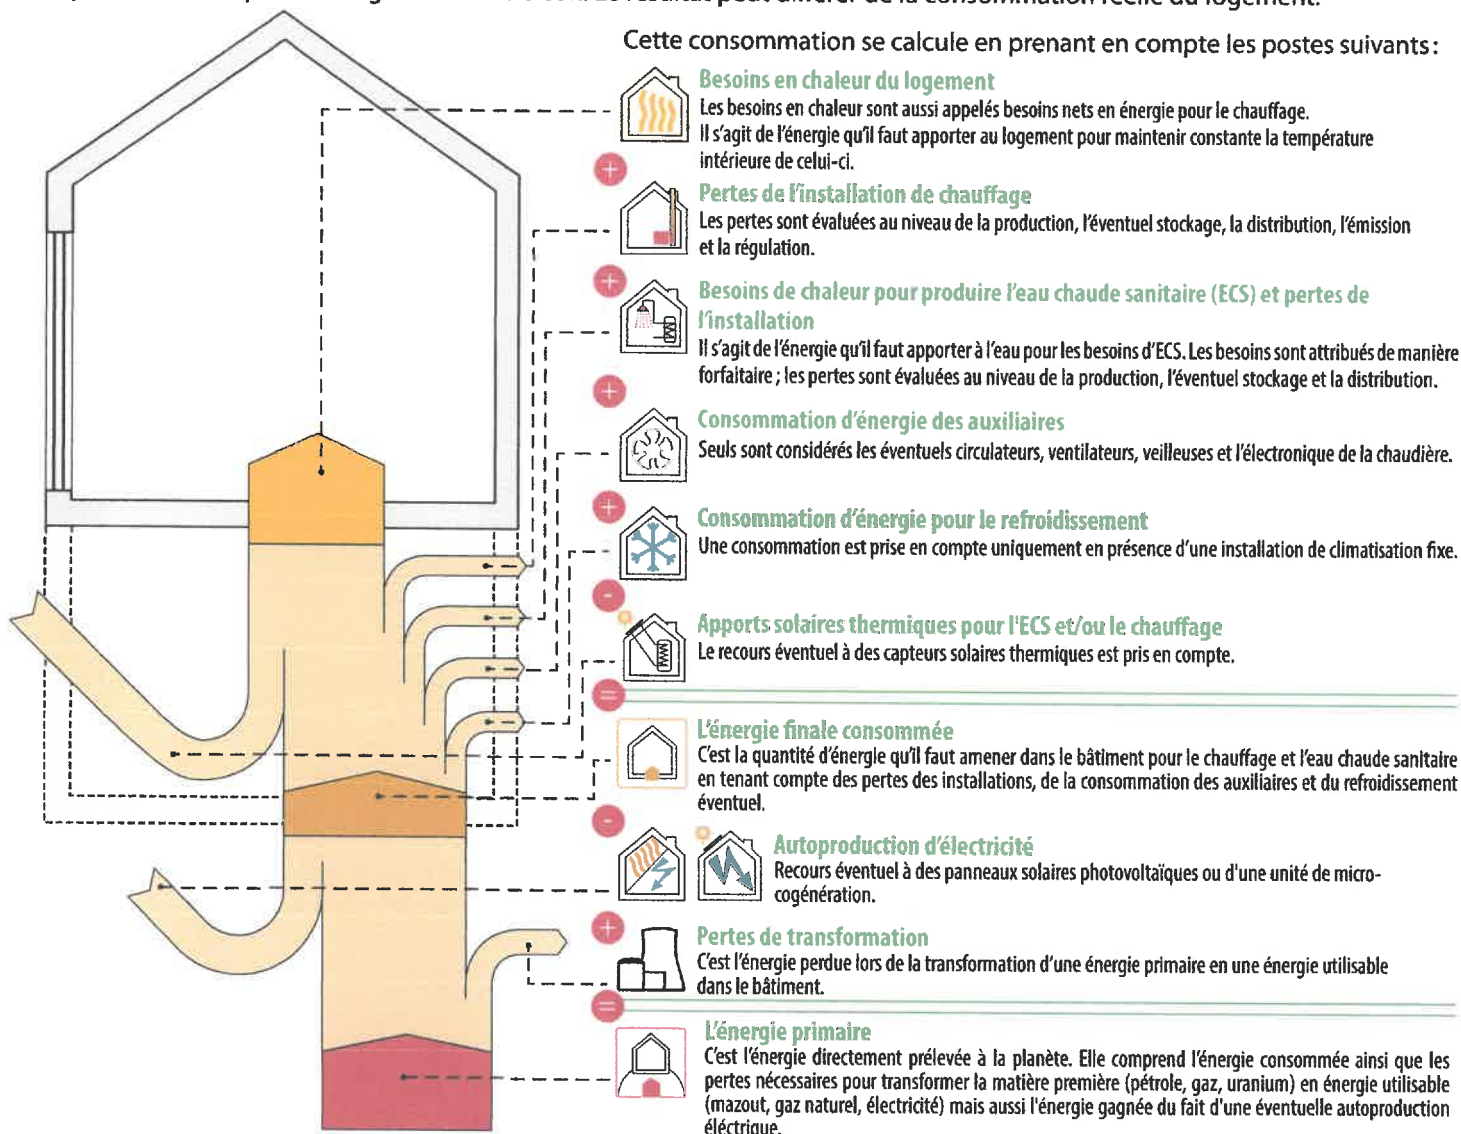 résultat peut différer de la consommation réelle du logement.
Cette consommation se calcule en prenant en compte les postes suivants :
Besoins en chaleur du logement
Les besoins en chaleur sont aussi appelés besoins nets en énergie pour le chauffage.
Il s'agit de l'énergie qu'il faut apporter au logement pour maintenir constante la température
intérieure de celui-ci.
+
Pertes de l'installation de chauffage
Les pertes sont évaluées au niveau de la production, l'éventuel stockage, la distribution, l'émission
et la régulation.
+
Besoins de chaleur pour produire l'eau chaude sanitaire (ECS) et pertes de
l'installation
Il s'agit de l'énergie qu'il faut apporter à l'eau pour les besoins d'ECS. Les besoins sont attribués de manière
forfaitaire ; les pertes sont évaluées au niveau de la production, l'éventuel stockage et la distribution.
+
Consommation d'énergie des auxiliaires
Seuls sont considérés les éventuels circulateurs, ventilateurs, veilleuses et l'électronique de la chaudière.
+
Consommation d'énergie pour le refroidissement
Une consommation est prise en compte uniquement en présence d'une installation de climatisation fixe.
-
Apports solaires thermiques pour l'ECS et/ou le chauffage
Le recours éventuel à des capteurs solaires thermiques est pris en compte.
=
L'énergie finale consommée
C'est la quantité d'énergie qu'il faut amener dans le bâtiment pour le chauffage et l'eau chaude sanitaire
en tenant compte des pertes des installations, de la consommation des auxiliaires et du refroidissement
éventuel.
-
Autoproduction d'électricité
Recours éventuel à des panneaux solaires photovoltaïques ou d'une unité de micro-
cogénération.
+
Pertes de transformation
C'est l'énergie perdue lors de la transformation d'une énergie primaire en une énergie utilisable
dans le bâtiment.
=
L'énergie primaire
C'est l'énergie directement prélevée à la planète. Elle comprend l'énergie consommée ainsi que les
pertes nécessaires pour transformer la matière première (pétrole, gaz, uranium) en énergie utilisable
(mazout, gaz naturel, électricité) mais aussi l'énergie gagnée du fait d'une éventuelle autoproduction
éléctrique.